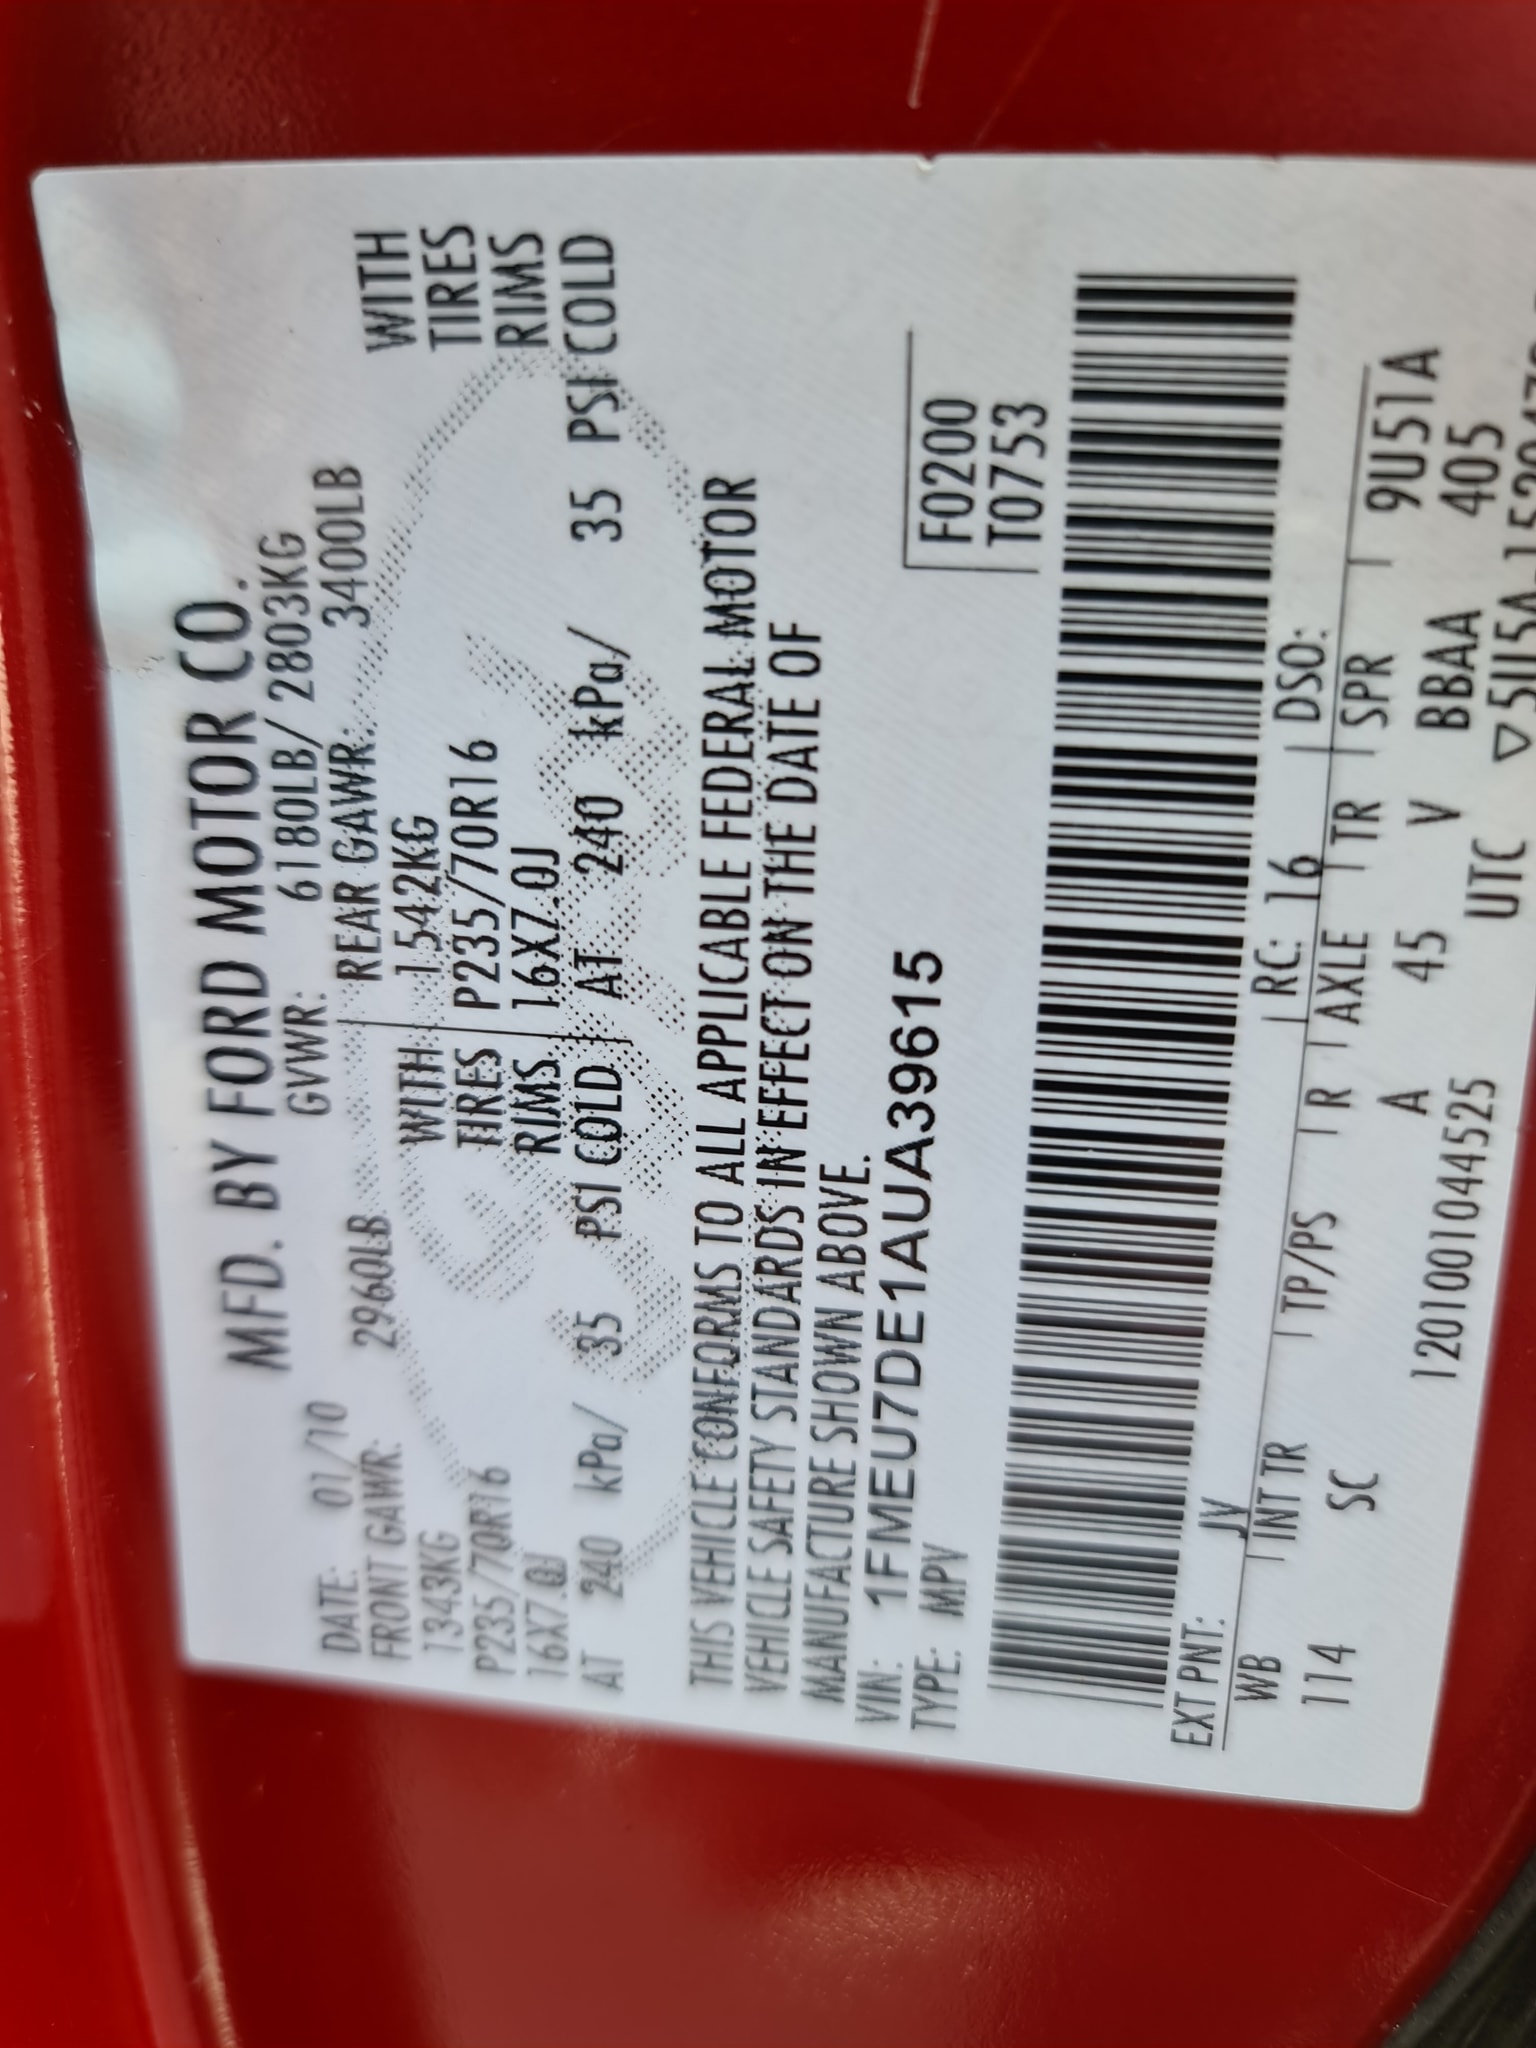 MFD. BY FORD MOTOR CO.
DATE: 01/10 GVWR: 6180LB/ 2803KG
FRONT GAWR: 2960LB REAR GAWR: 3400LB
1343KG WITH 1542KG WITH
P235/70R16 TIRES P235/70R16 TIRES
16X7.0J RIMS 16X7.0J RIMS
AT 240 kPa/ 35 PSI COLD AT 240 kPa/ 35 PSI COLD
THIS VEHICLE CONFORMS TO ALL APPLICABLE FEDERAL MOTOR
VEHICLE SAFETY STANDARDS IN EFFECT ON THE DATE OF
MANUFACTURE SHOWN ABOVE.
VIN: 1FMEU7DE1AUA39615
TYPE: MPV
F0200
T0753
EXT PNT: JV RC: 16 DSO:
WB INT TR TP/PS R AXLE TR SPR 9U51A
114 SC A 45 V BBAA 405
12010010445​25 UTC